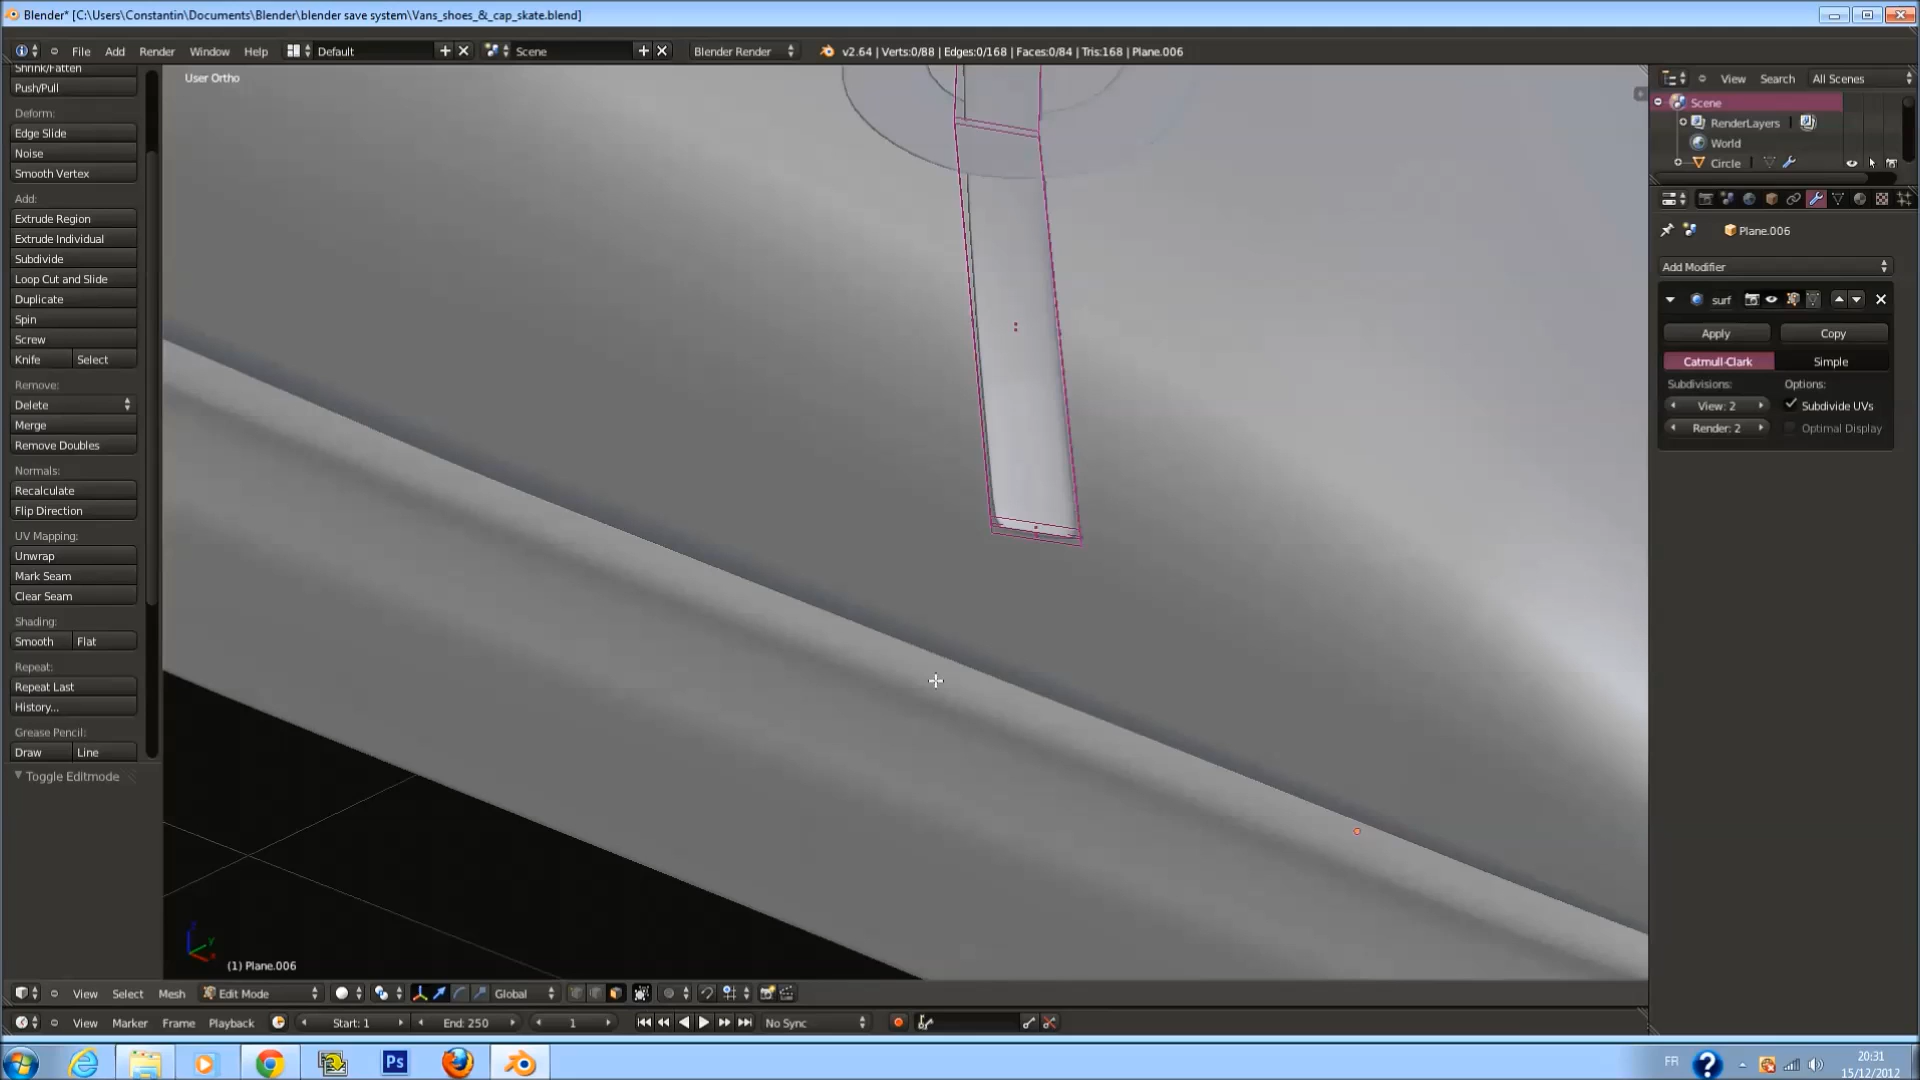 Blender* [C:\Users\Constantin\Documents\Blender\blender save system\Vans_shoes_&_cap_skate.blend]
File Add Render Window Help Default Scene Blender Render v2.64 | Verts:0/88 | Edges:0/168 | Faces:0/84 | Tris:168 | Plane.006
Shrink/Fatten
Push/Pull
Deform:
Edge Slide
Noise
Smooth Vertex
Add:
Extrude Region
Extrude Individual
Subdivide
Loop Cut and Slide
Duplicate
Spin
Screw
Knife Select
Remove:
Delete
Merge
Remove Doubles
Normals:
Recalculate
Flip Direction
UV Mapping:
Unwrap
Mark Seam
Clear Seam
Shading:
Smooth Flat
Repeat:
Repeat Last
History...
Grease Pencil:
Draw Line
Toggle Editmode
User Ortho
(1) Plane.006
View Search All Scenes
Scene
RenderLayers
World
Circle
Plane.006
Add Modifier
surf
Apply Copy
Catmull-Clark Simple
Subdivisions: Options:
View: 2 Subdivide UVs
Render: 2 Optimal Display
View Select Mesh Edit Mode Global
View Marker Frame Playback Start: 1 End: 250 1 No Sync
Ps
FR
20:31
15/12/2012